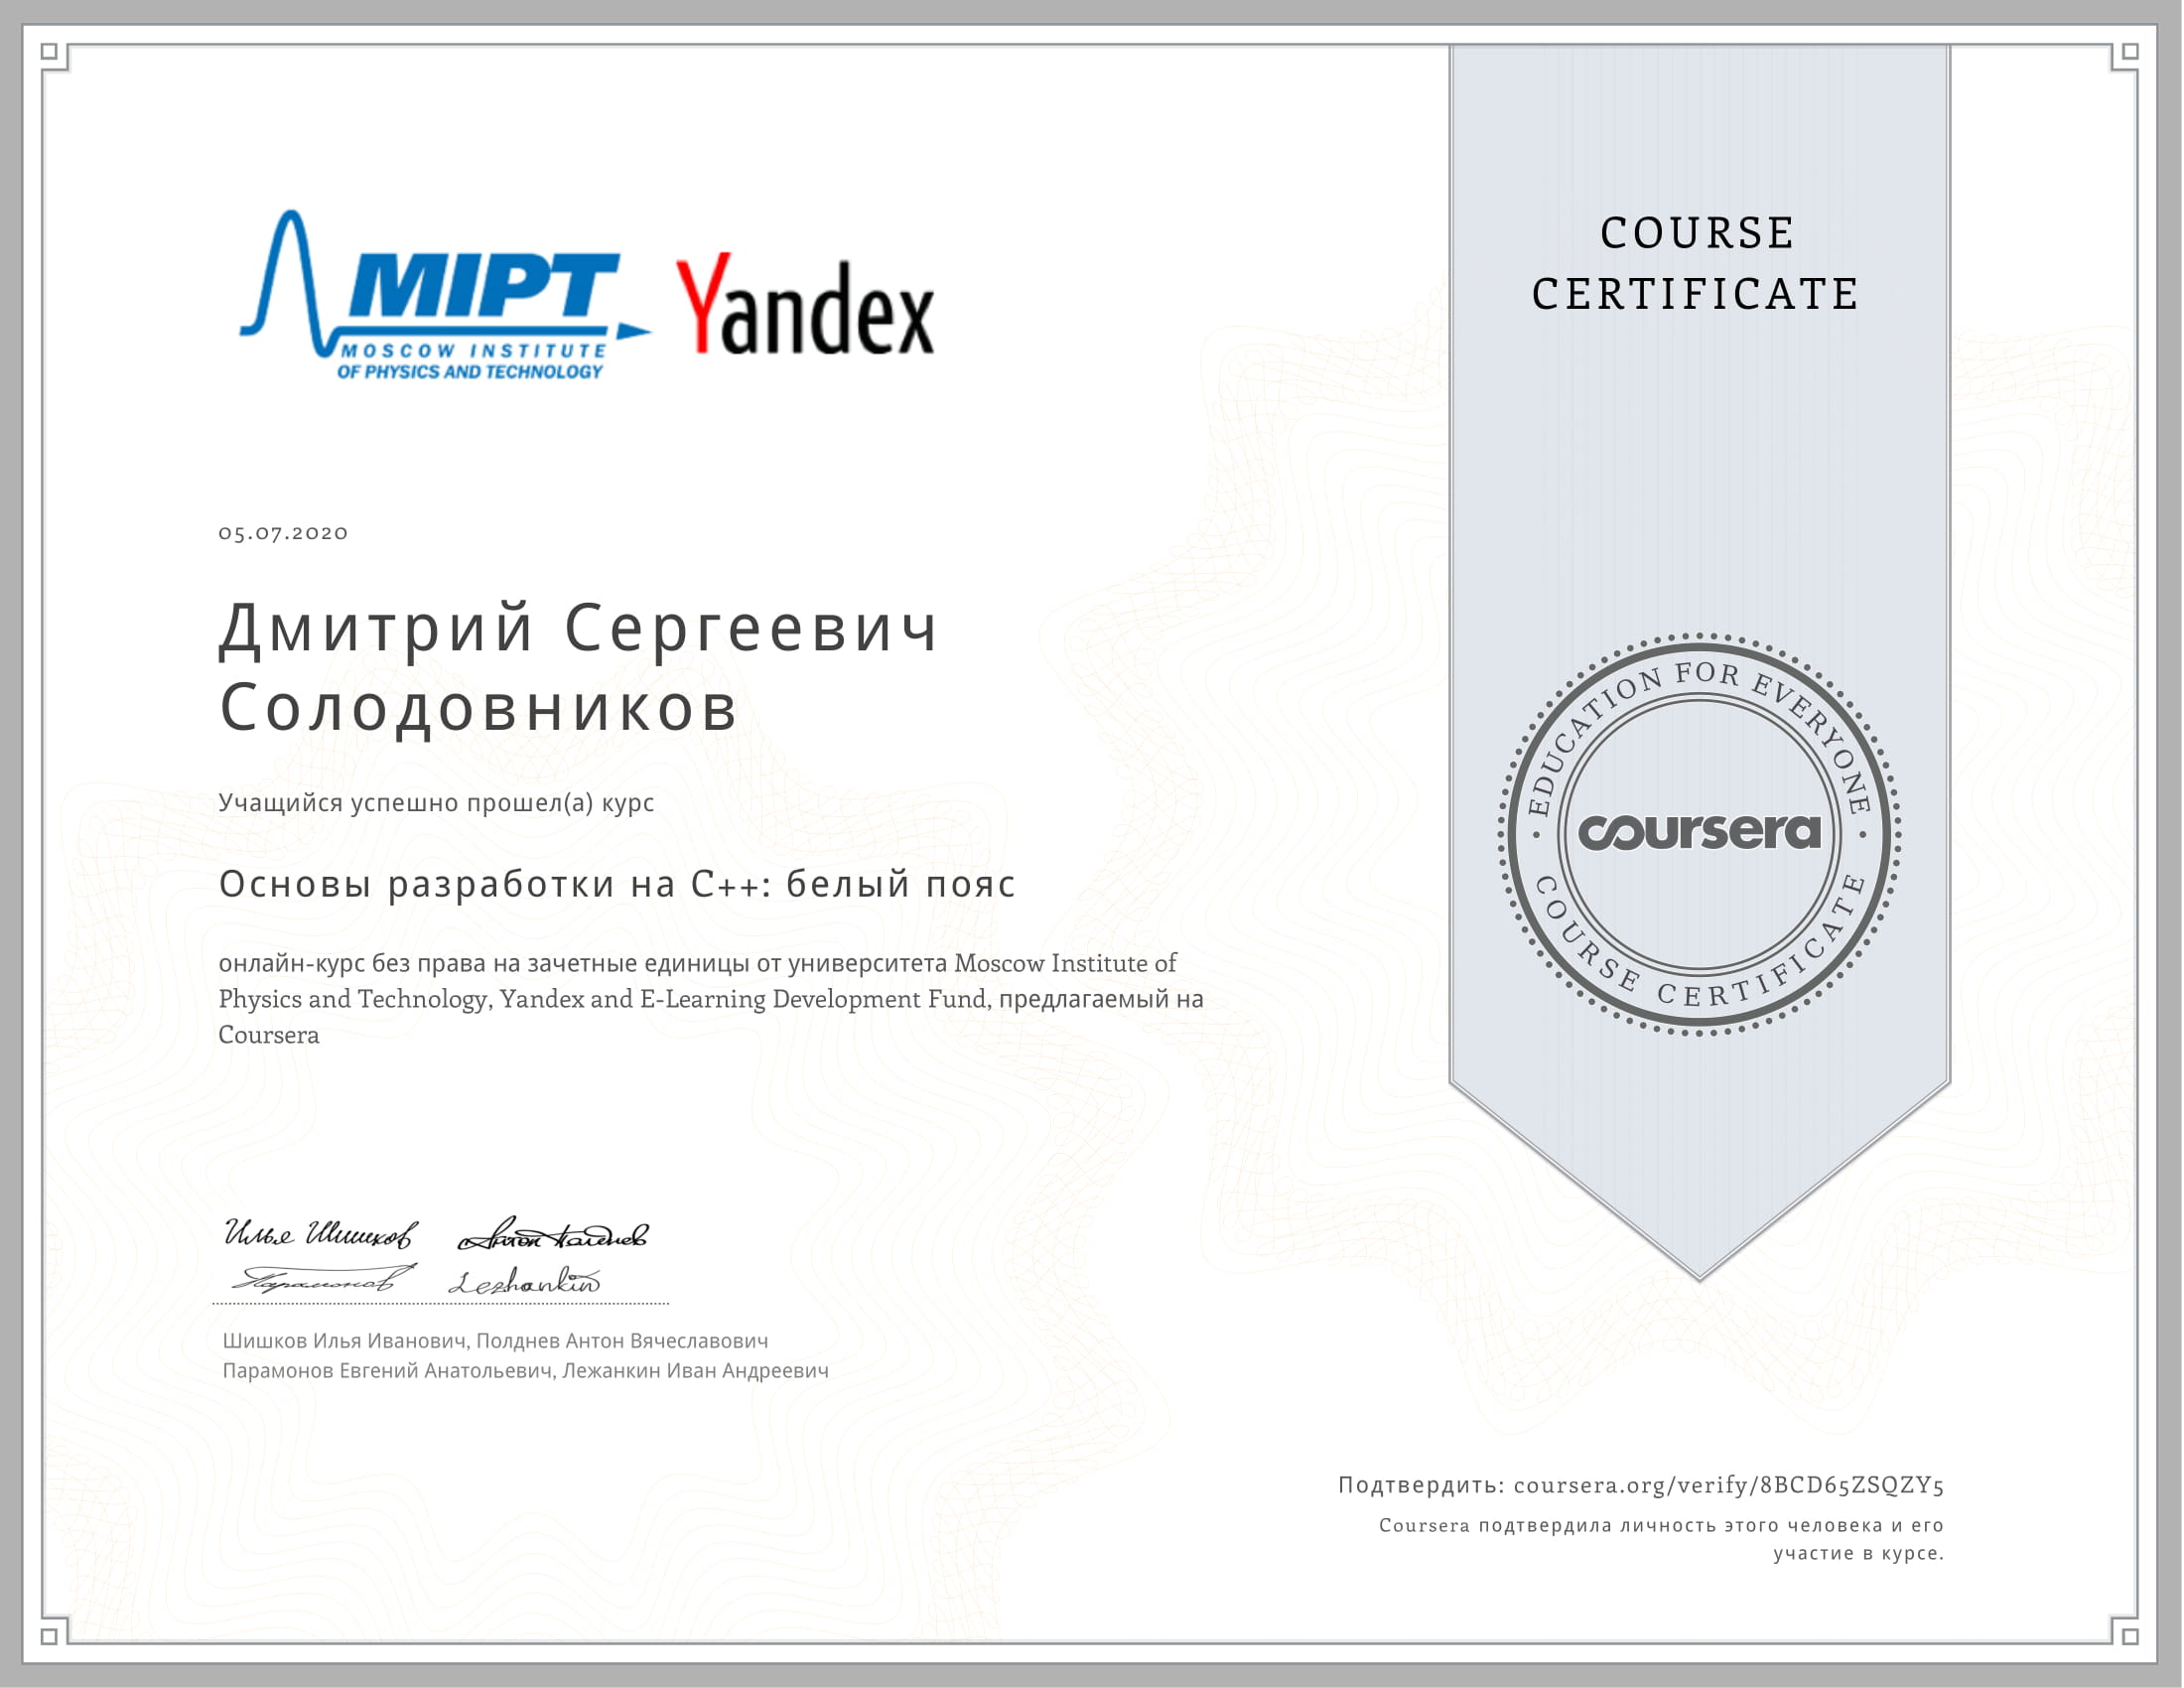 MIPT
MOSCOW INSTITUTE
OF PHYSICS AND TECHNOLOGY
Yandex
COURSE
CERTIFICATE
05.07.2020
Дмитрий Сергеевич
Солодовников
Учащийся успешно прошел(а) курс
Основы разработки на C++: белый пояс
онлайн-курс без права на зачетные единицы от университета Moscow Institute of
Physics and Technology, Yandex and E-Learning Development Fund, предлагаемый на
Coursera
EDUCATION FOR EVERYONE
coursera
COURSE CERTIFICATE
Илья Шишков Антон Полднев
Парамонов Lezhankin
Шишков Илья Иванович, Полднев Антон Вячеславович
Парамонов Евгений Анатольевич, Лежанкин Иван Андреевич
Подтвердить: coursera.org/verify/8BCD65ZSQZY5
Coursera подтвердила личность этого человека и его
участие в курсе.